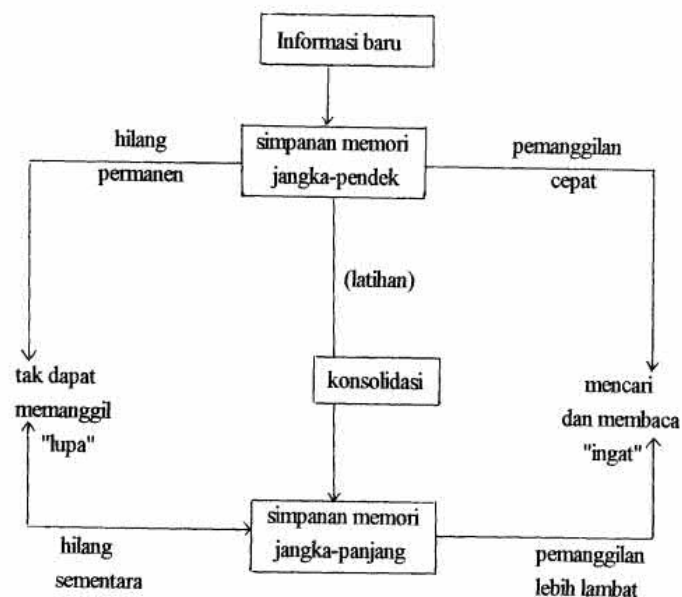 Informasi baru
hilang
permanen
simpanan memori
jangka-pendek
pemanggilan
cepat
(latihan)
tak dapat
memanggil
"lupa"
konsolidasi
mencari
dan membaca
"ingat"
hilang
sementara
simpanan memori
jangka-panjang
pemanggilan
lebih lambat